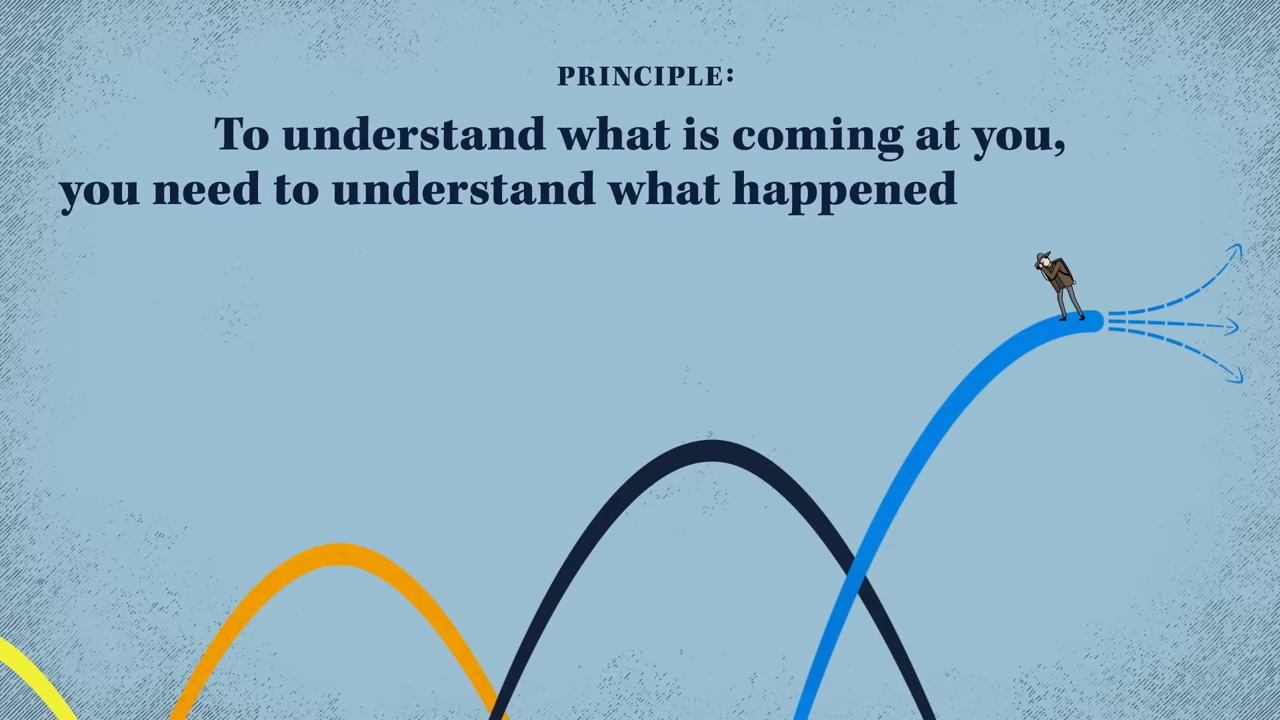 PRINCIPLE:
To understand what is coming at you,
you need to understand what happened